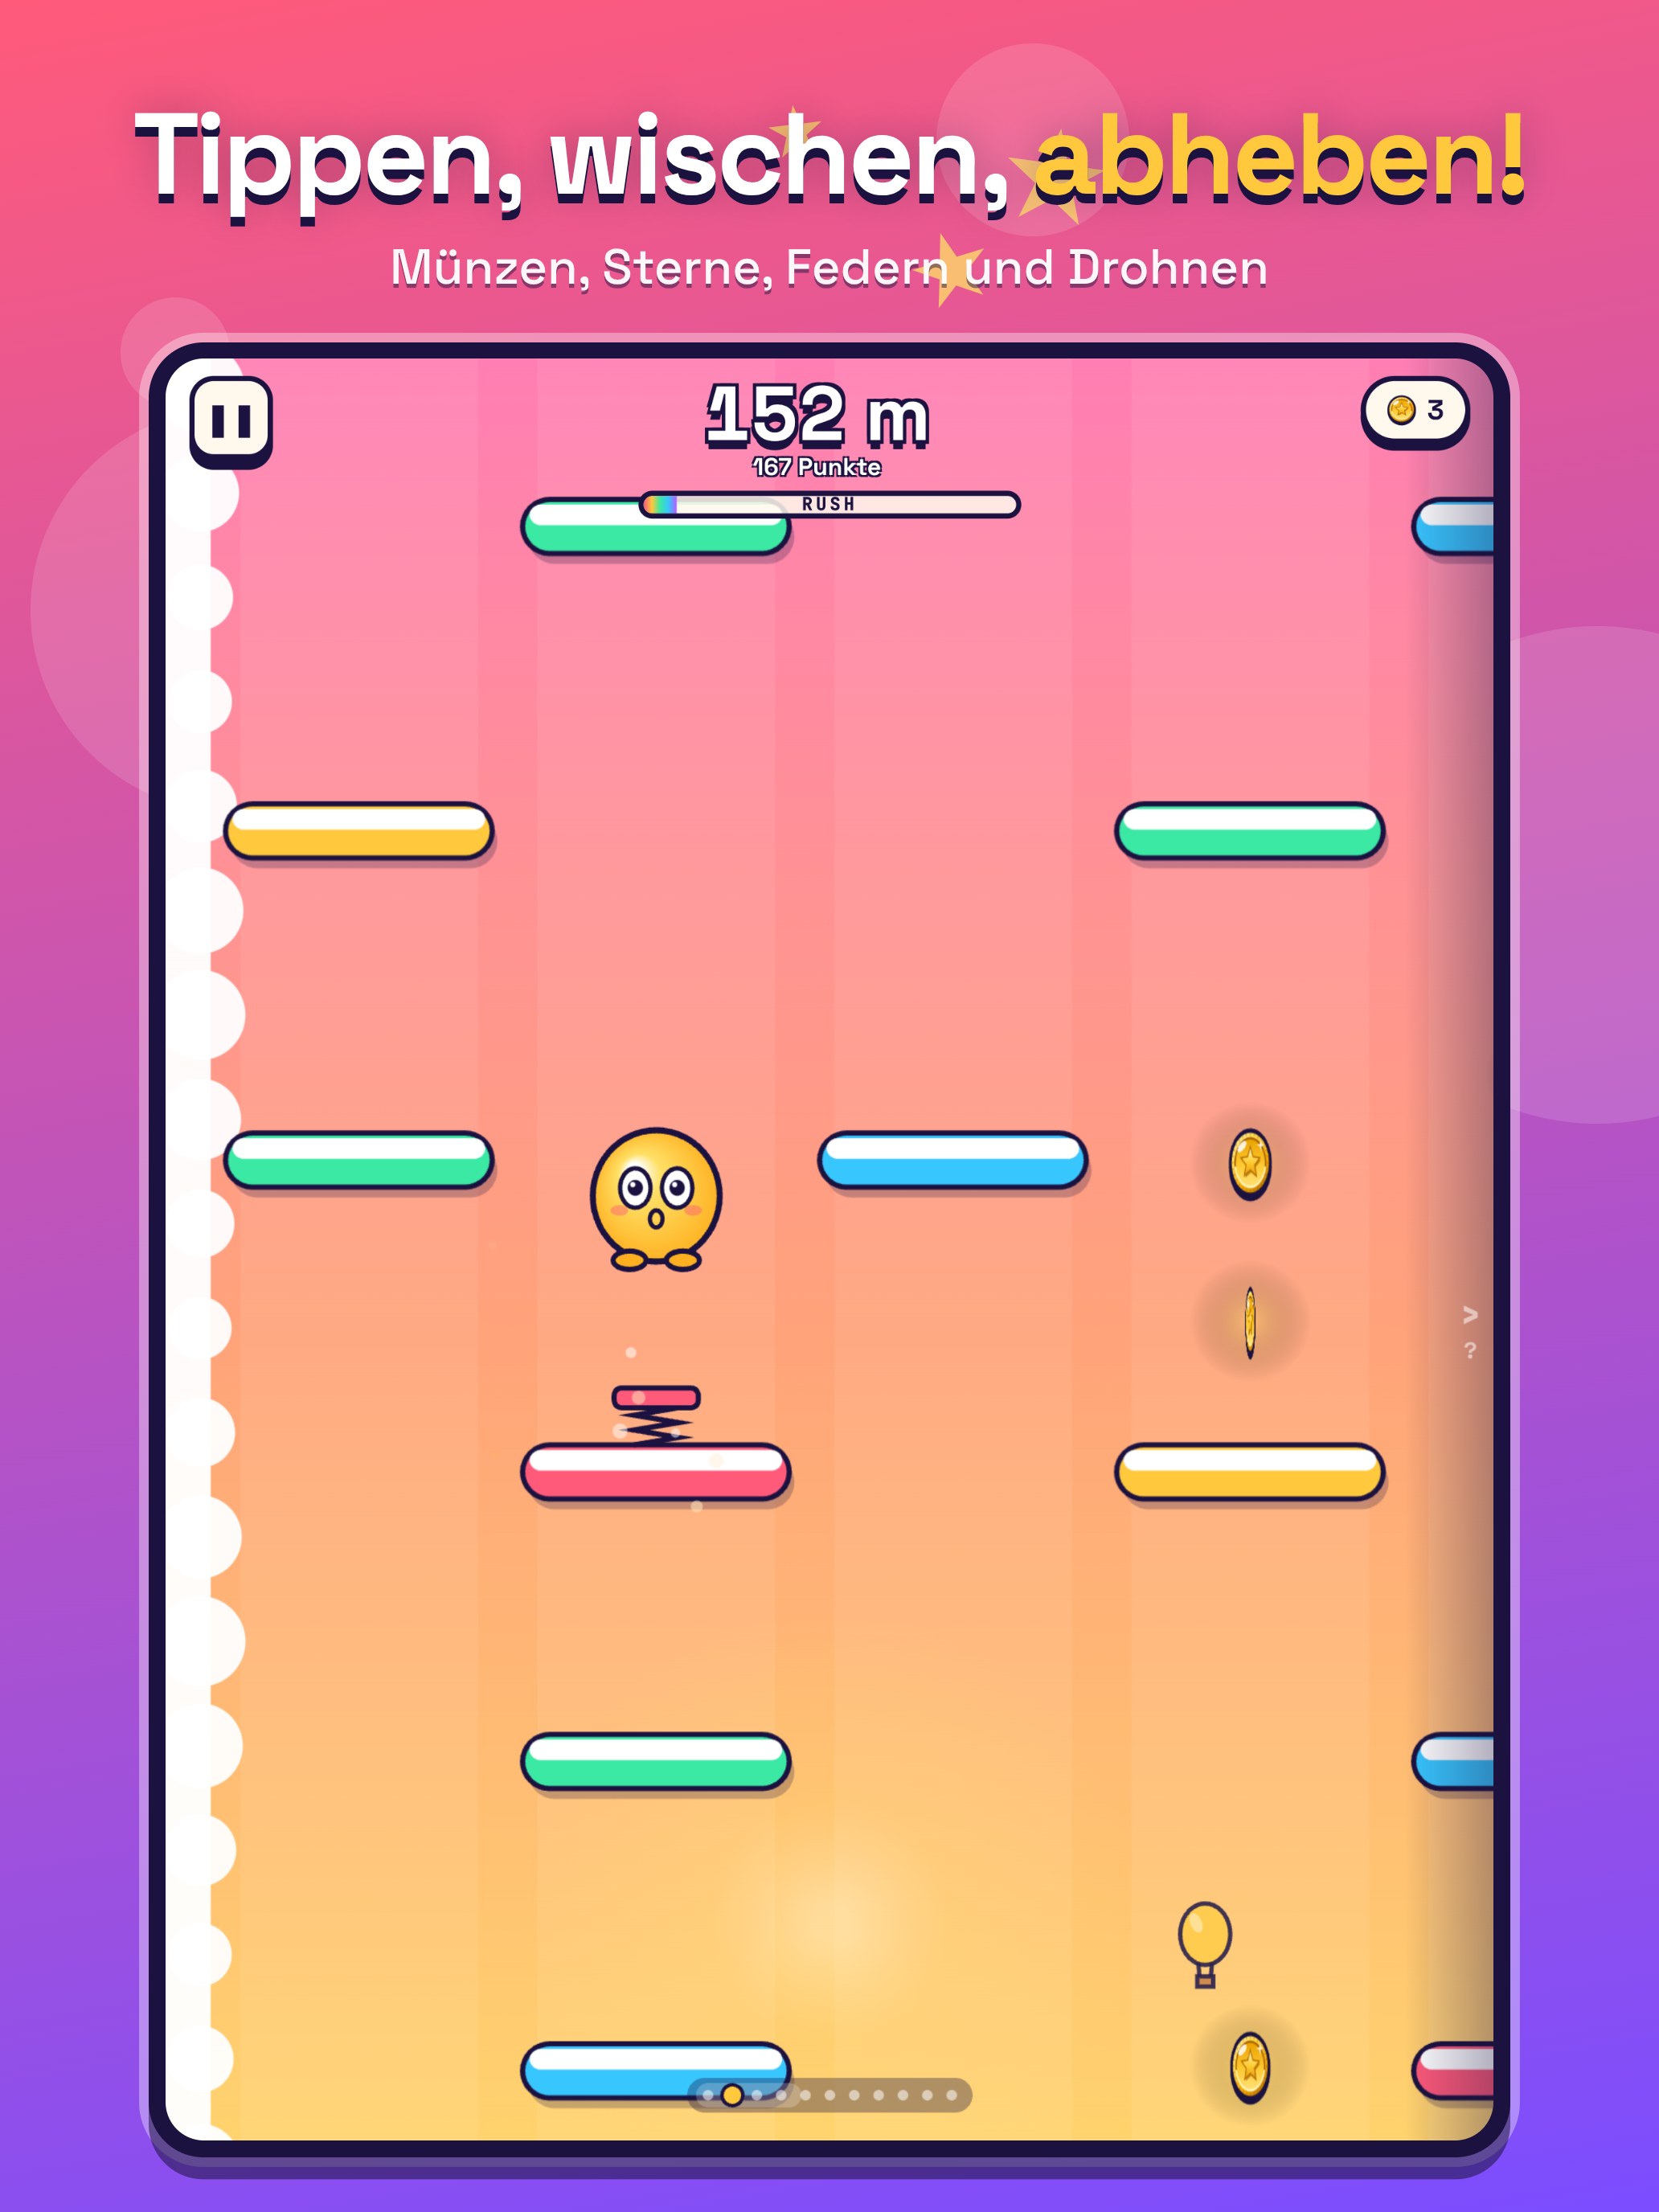 Tippen, wischen, abheben!
Münzen, Sterne, Federn und Drohnen
152 m
3
167 Punkte
RUSH
>
?